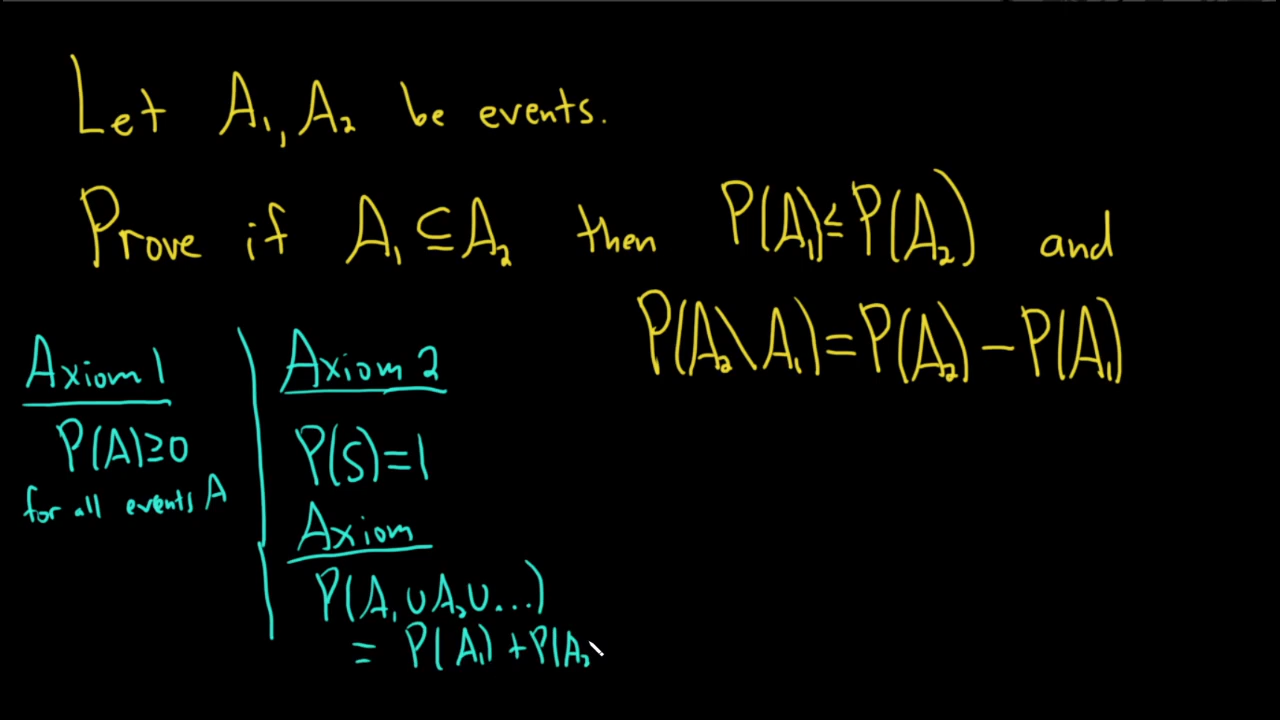 Let A₁, A₂ be events.
Prove if A₁ ⊆ A₂ then P(A₁) ≤ P(A₂) and
P(A₂ \ A₁) = P(A₂) − P(A₁)
Axiom 1
P(A) ≥ 0
for all events A
Axiom 2
P(S) = 1
Axiom
P(A₁ ∪ A₂ ∪ ...)
= P(A₁) + P(A₂